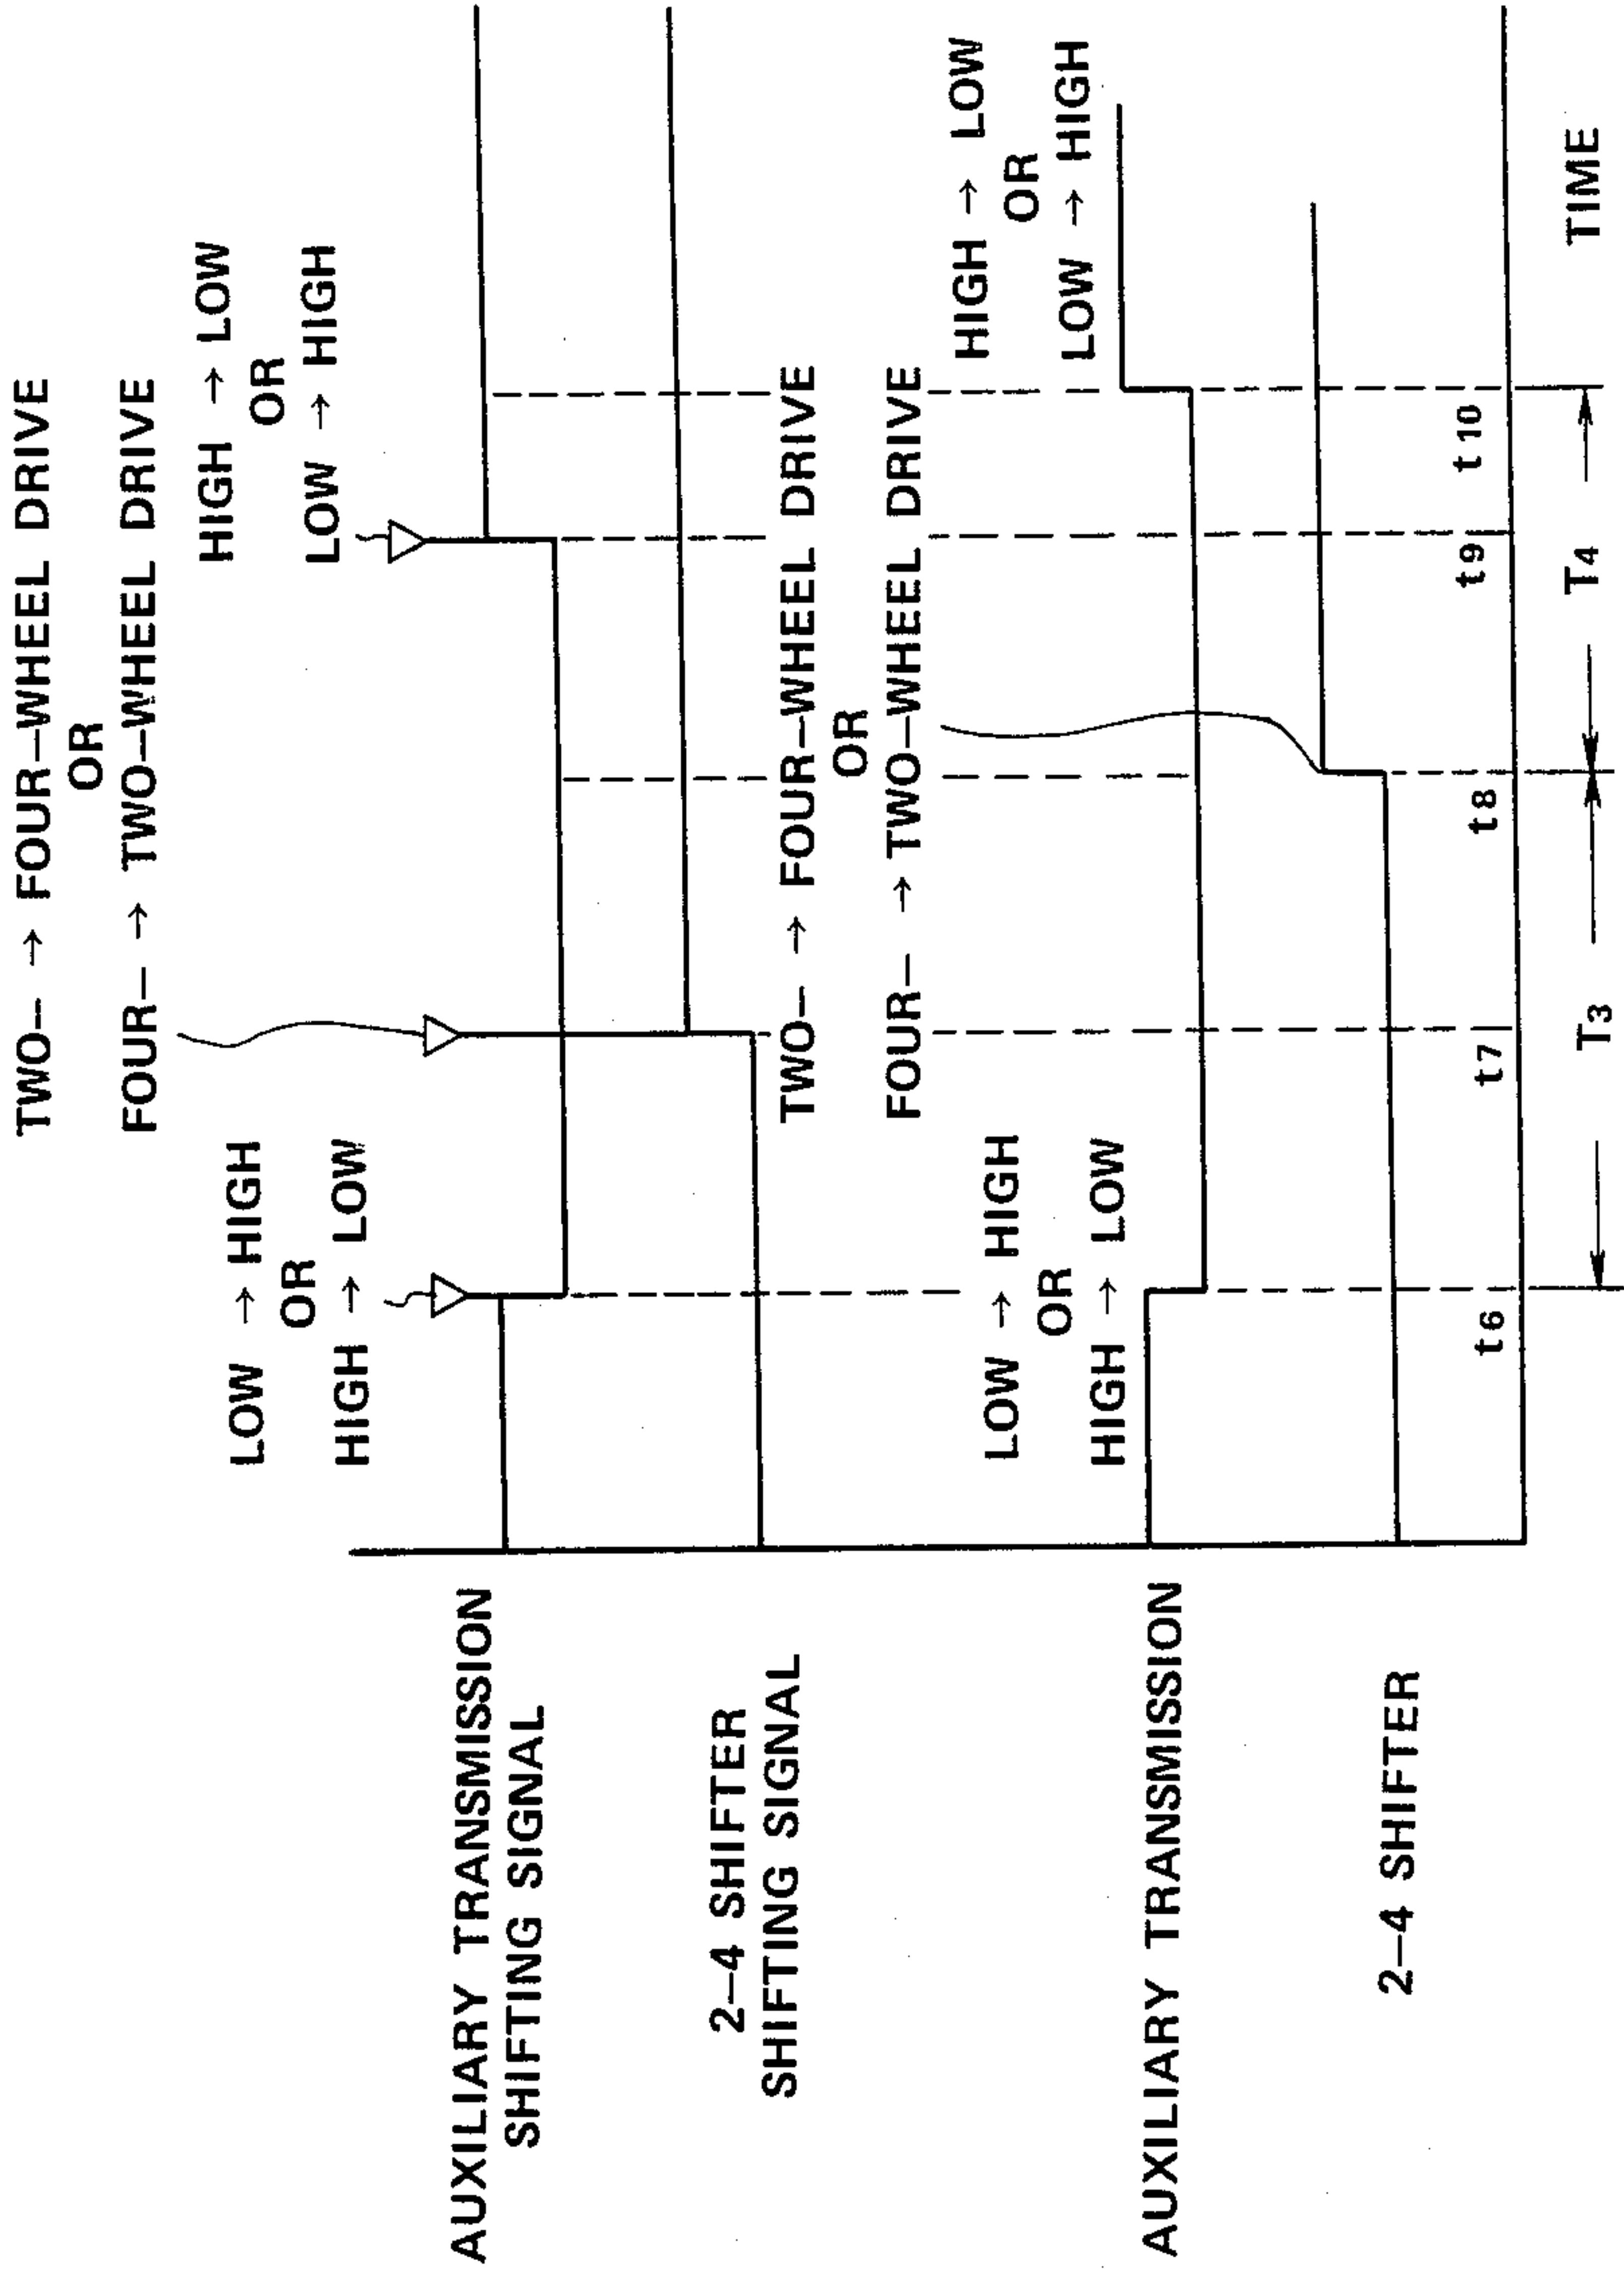 TWO– → FOUR–WHEEL DRIVE
OR
FOUR– → TWO–WHEEL DRIVE
LOW → HIGH
OR
HIGH → LOW
HIGH → LOW
OR
LOW → HIGH
AUXILIARY TRANSMISSION
SHIFTING SIGNAL
2–4 SHIFTER
SHIFTING SIGNAL
TWO– → FOUR–WHEEL DRIVE
OR
FOUR– → TWO–WHEEL DRIVE
LOW → HIGH
OR
HIGH → LOW
HIGH → LOW
OR
LOW → HIGH
AUXILIARY TRANSMISSION
2–4 SHIFTER
t6
t7
t8
t9
t10
T3
T4
TIME